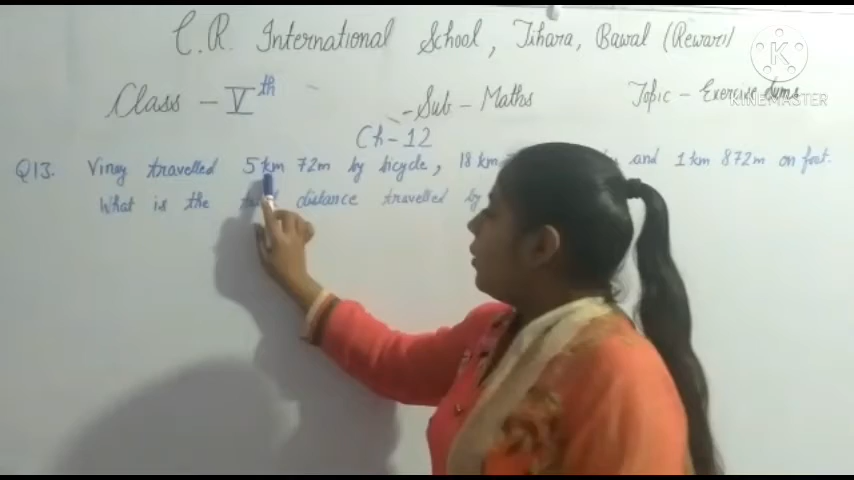 C.R. International School, Tihara, Bawal (Rewari)
K
KINEMASTER
Class - Vth
-Sub - Maths
Topic - Exercise Sums
Ch-12
Q13. Vinay travelled 5 km 72m by bicycle, 18 km and 1 km 872m on foot.
What is the distance travelled by